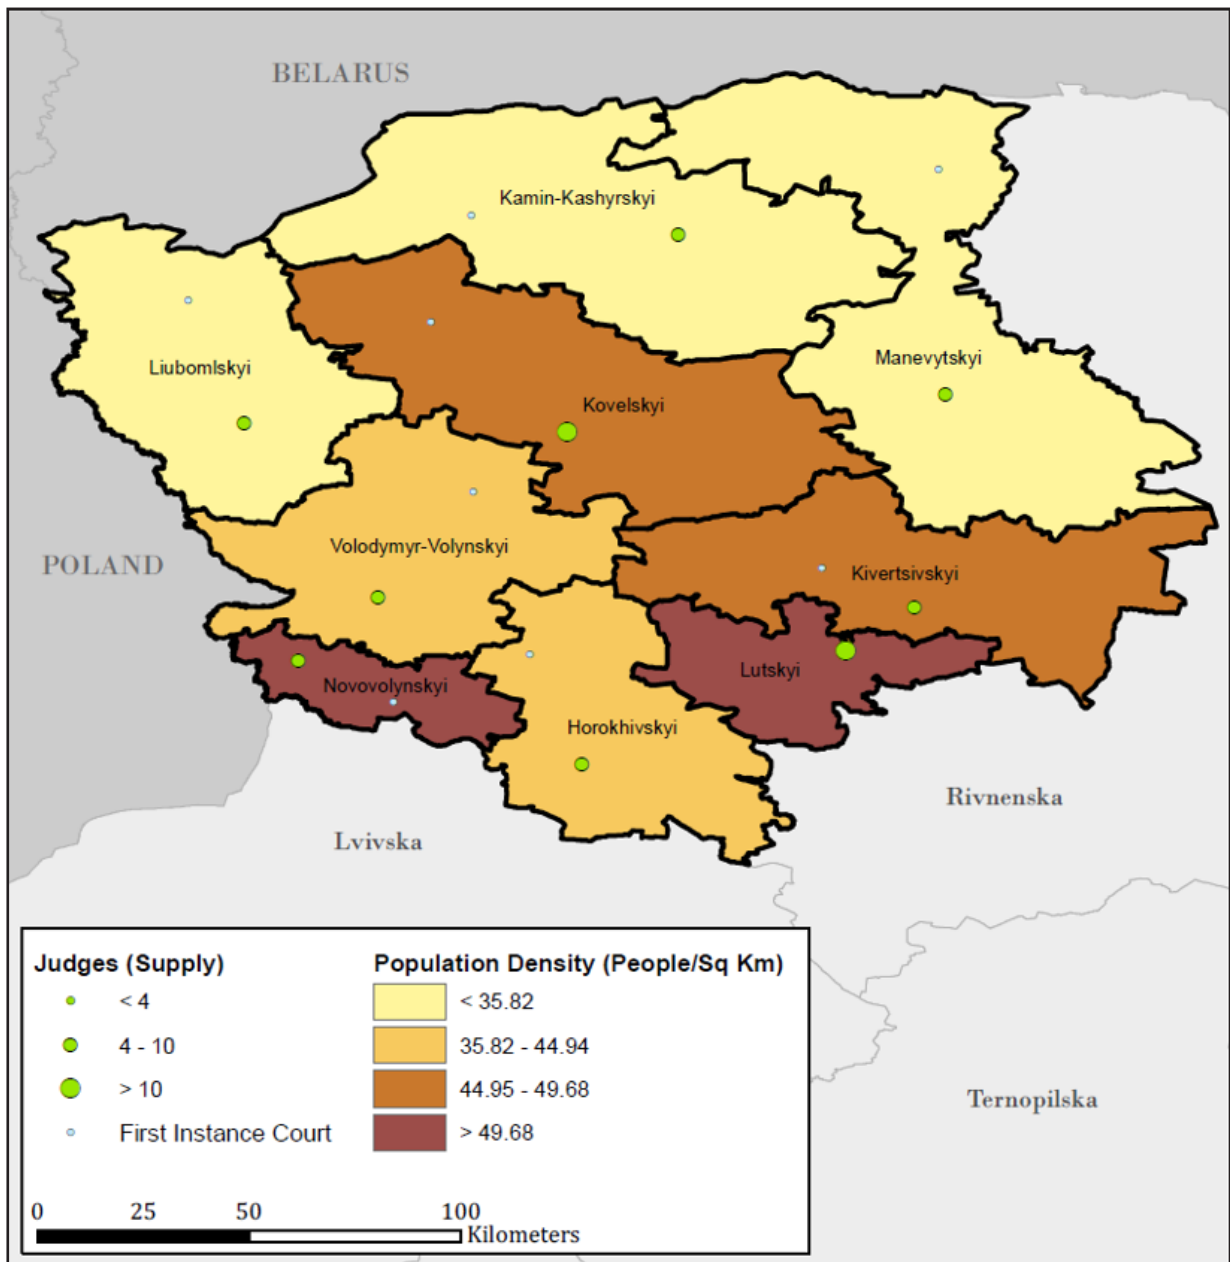 BELARUS
Kamin-Kashyrskyi
Liubomlskyi
Manevytskyi
Kovelskyi
Volodymyr-Volynskyi
POLAND
Kivertsivskyi
Lutskyi
Novovolynskyi
Horokhivskyi
Rivnenska
Lvivska
Judges (Supply)
< 4
4 - 10
> 10
First Instance Court
Population Density (People/Sq Km)
< 35.82
35.82 - 44.94
44.95 - 49.68
> 49.68
Ternopilska
0 25 50 100
Kilometers